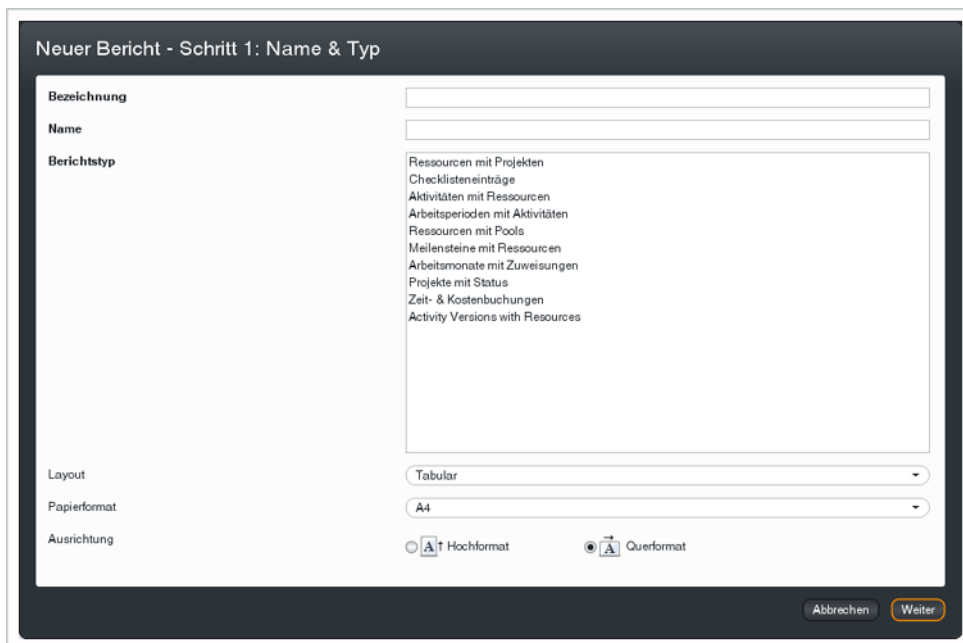 Neuer Bericht - Schritt 1: Name & Typ
Bezeichnung
Name
Berichtstyp
Ressourcen mit Projekten
Checklisteneinträge
Aktivitäten mit Ressourcen
Arbeitsperioden mit Aktivitäten
Ressourcen mit Pools
Meilensteine mit Ressourcen
Arbeitsmonate mit Zuweisungen
Projekte mit Status
Zeit- & Kostenbuchungen
Activity Versions with Resources
Layout Tabular
Papierformat A4
Ausrichtung A Hochformat A Querformat
Abbrechen Weiter